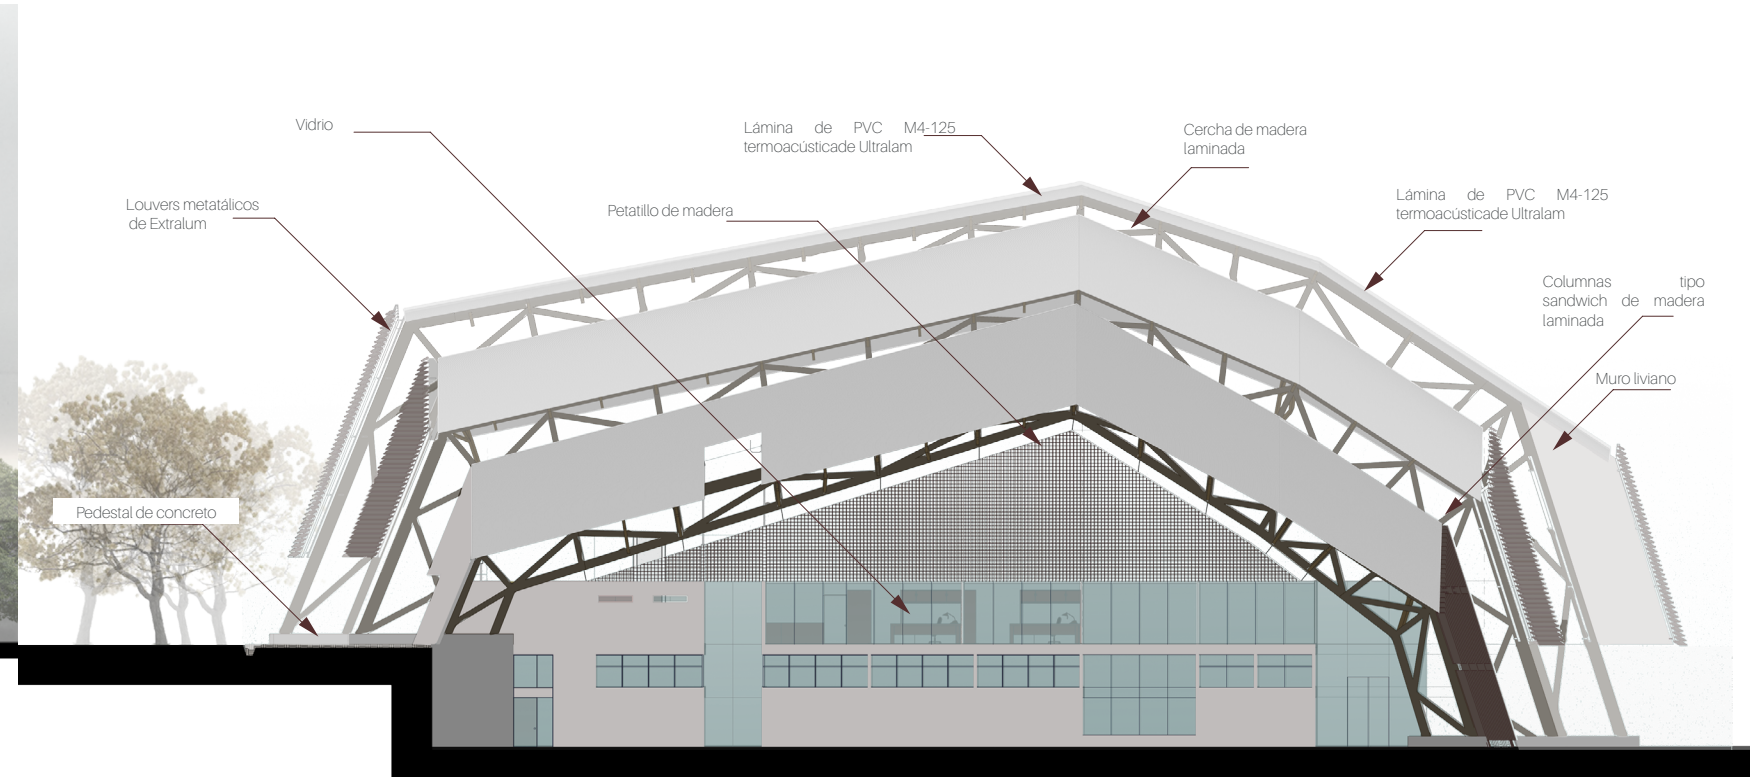 Vidrio
Lámina de PVC M4-125
termoacústicade Ultralam
Cercha de madera
laminada
Louvers metatálicos
de Extralum
Petatillo de madera
Lámina de PVC M4-125
termoacústicade Ultralam
Columnas tipo
sandwich de madera
laminada
Muro liviano
Pedestal de concreto